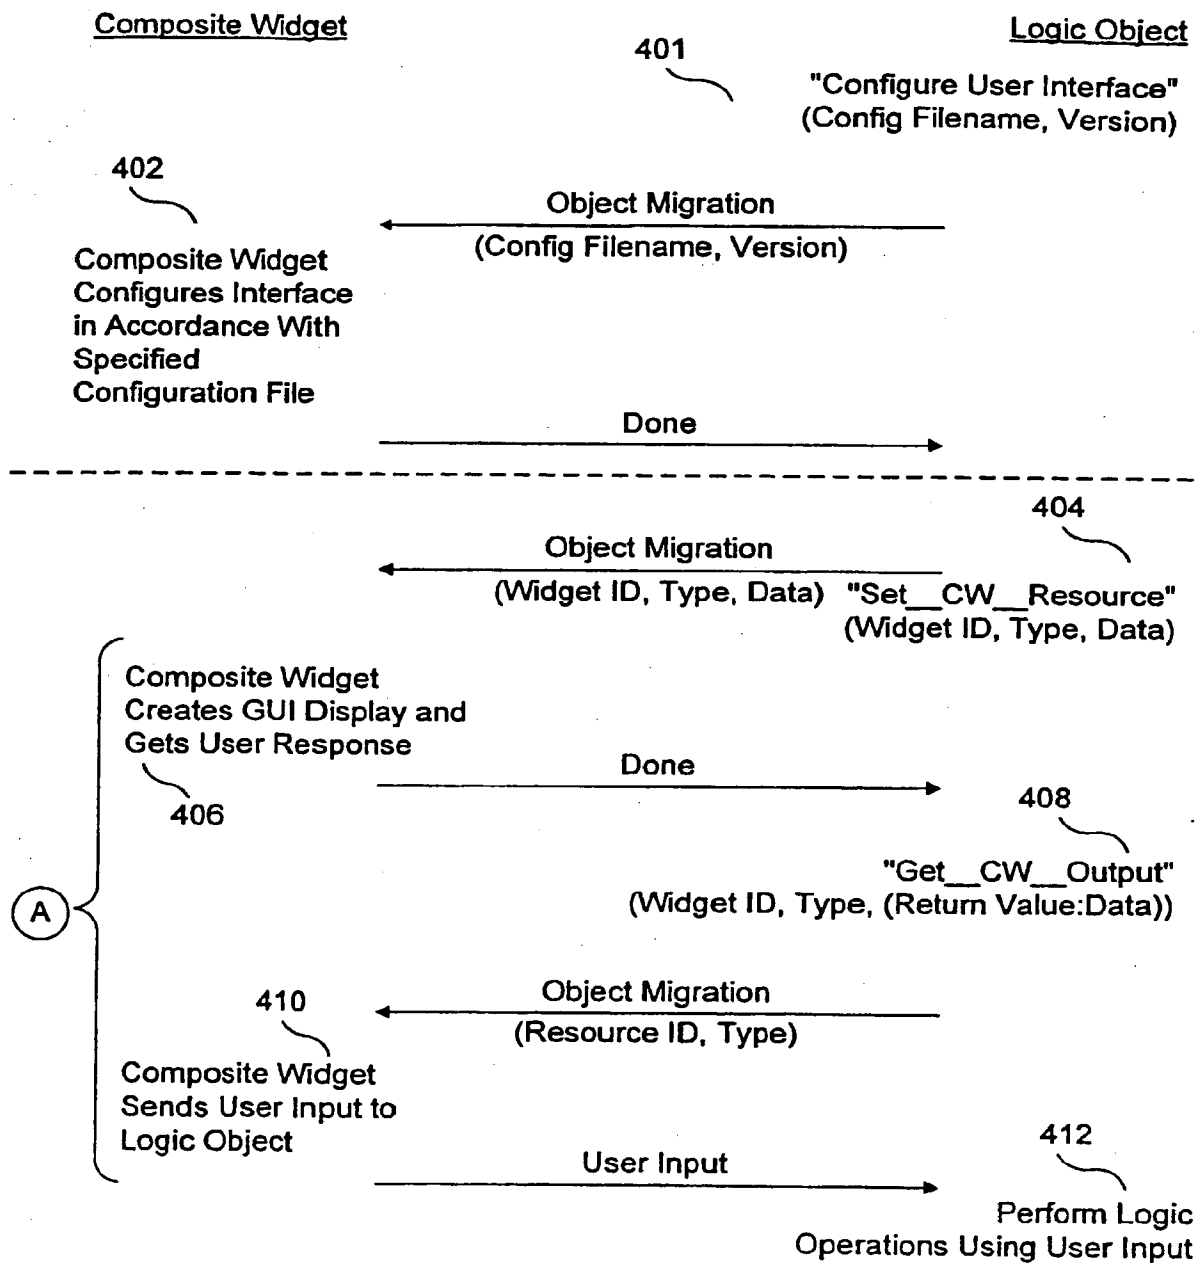 Composite Widget
Logic Object
401
"Configure User Interface"
(Config Filename, Version)
402
Object Migration
(Config Filename, Version)
Composite Widget
Configures Interface
in Accordance With
Specified
Configuration File
Done
404
Object Migration
(Widget ID, Type, Data)
"Set__CW__Resource"
(Widget ID, Type, Data)
Composite Widget
Creates GUI Display and
Gets User Response
406
Done
408
"Get__CW__Output"
(Widget ID, Type, (Return Value:Data))
A
Object Migration
(Resource ID, Type)
410
Composite Widget
Sends User Input to
Logic Object
User Input
412
Perform Logic
Operations Using User Input